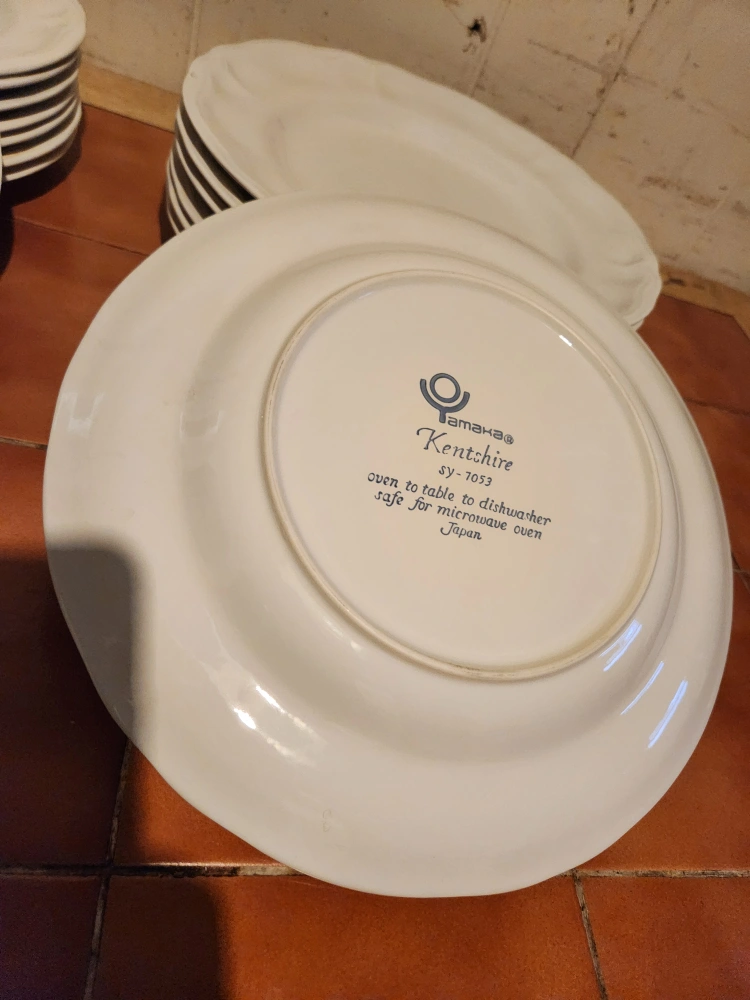 Yamaka®
Kentshire
SY-7053
oven to table to dishwasher
safe for microwave oven
Japan